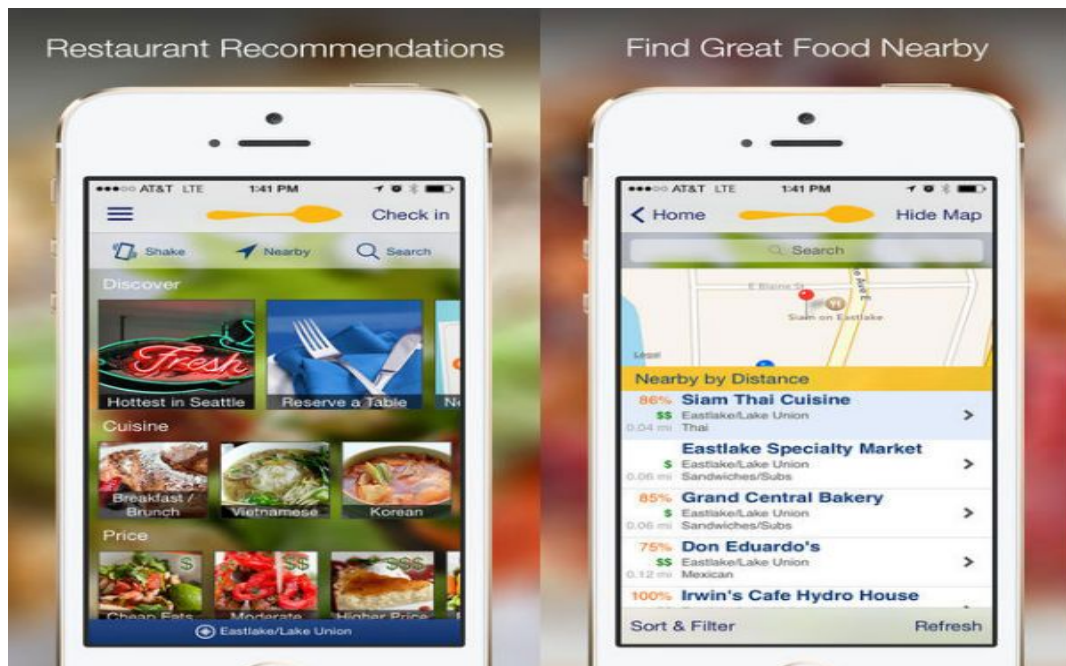 Restaurant Recommendations
AT&T LTE 1:41 PM
Check in
Shake Nearby Search
Discover
Fresh
Hottest in Seattle Reserve a Table
Cuisine
Breakfast /
Brunch Vietnamese Korean
Price
$ $$ $$$
Cheap Eats Moderate Higher Price
Eastlake/Lake Union
Find Great Food Nearby
AT&T LTE 1:41 PM
Home Hide Map
Search
E Blaine St
Ave E
Siam on Eastlake
Legal
Nearby by Distance
86% Siam Thai Cuisine
$$ Eastlake/Lake Union
0.04 mi Thai
Eastlake Specialty Market
$ Eastlake/Lake Union
0.06 mi Sandwiches/Subs
85% Grand Central Bakery
$ Eastlake/Lake Union
0.06 mi Sandwiches/Subs
75% Don Eduardo's
$$ Eastlake/Lake Union
0.12 mi Mexican
100% Irwin's Cafe Hydro House
Sort & Filter Refresh